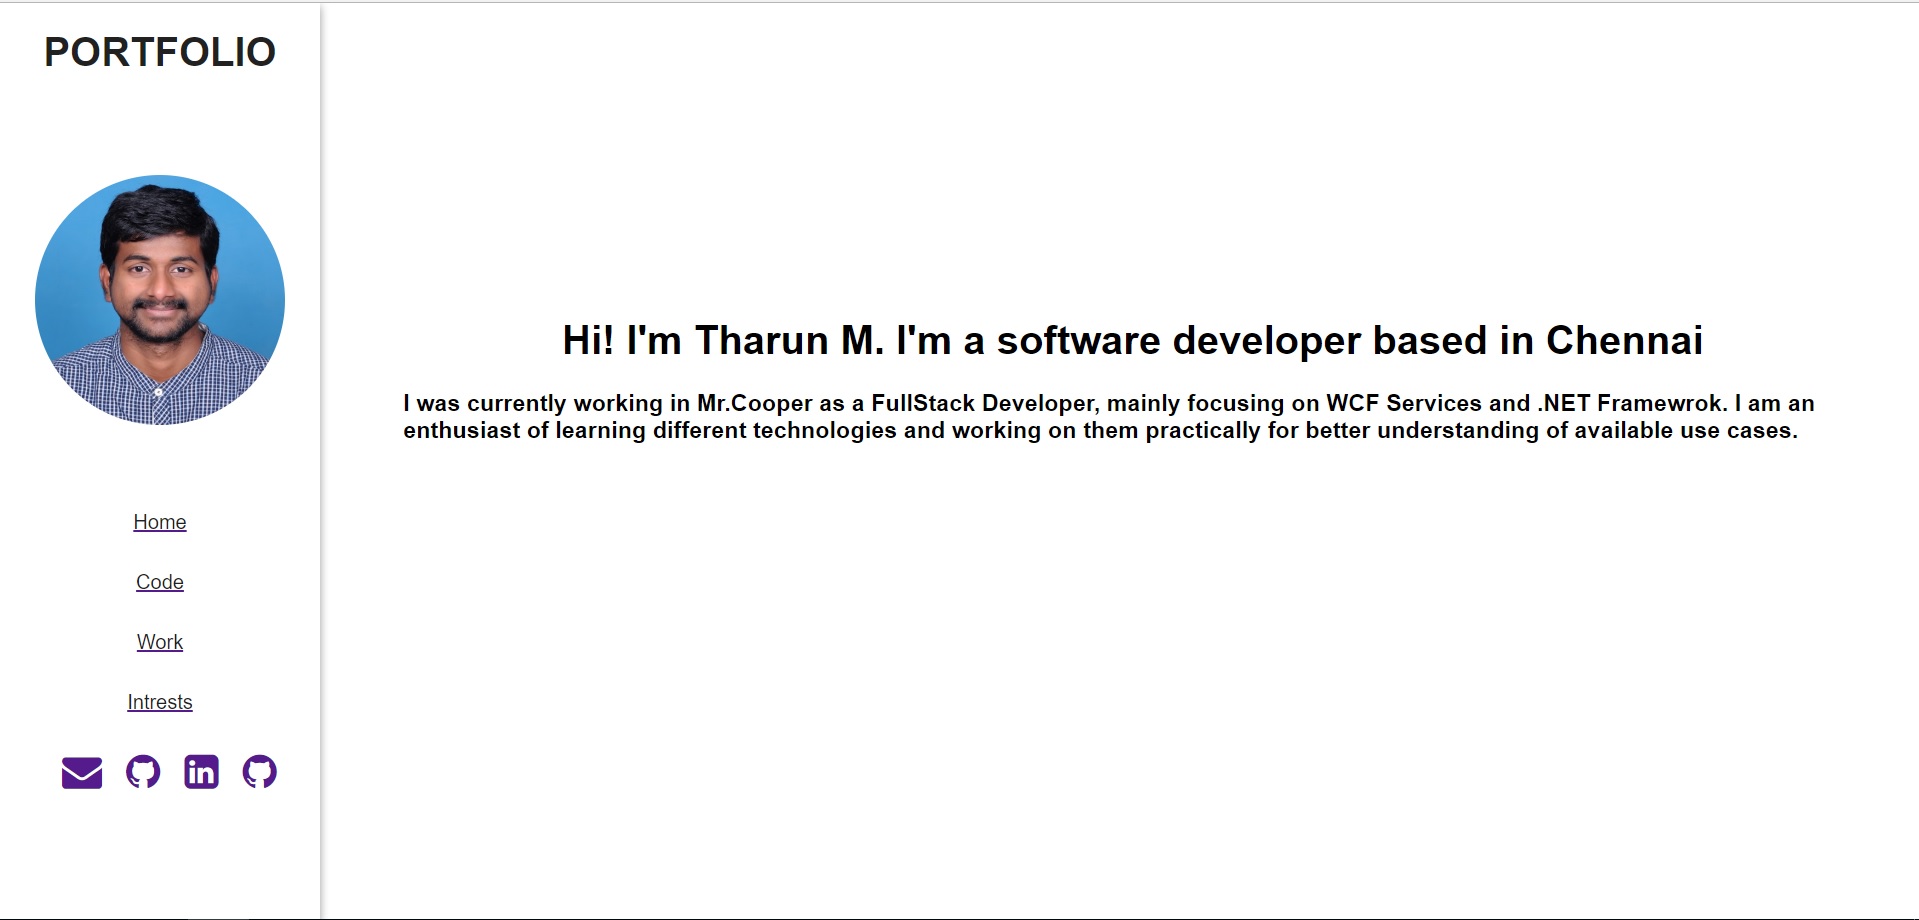 PORTFOLIO
Hi! I'm Tharun M. I'm a software developer based in Chennai
I was currently working in Mr.Cooper as a FullStack Developer, mainly focusing on WCF Services and .NET Framewrok. I am an
enthusiast of learning different technologies and working on them practically for better understanding of available use cases.
Home
Code
Work
Intrests
in